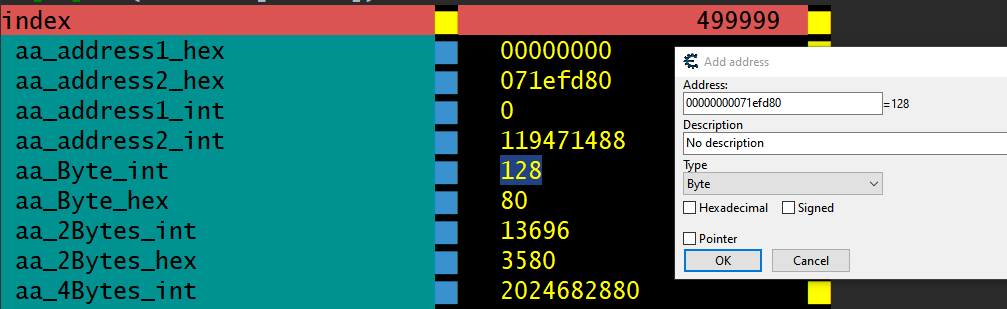 index 499999
aa_address1_hex 00000000
aa_address2_hex 071efd80
aa_address1_int 0
aa_address2_int 119471488
aa_Byte_int 128
aa_Byte_hex 80
aa_2Bytes_int 13696
aa_2Bytes_hex 3580
aa_4Bytes_int 2024682880
Add address
Address:
00000000071efd80 =128
Description
No description
Type
Byte
Hexadecimal Signed
Pointer
OK Cancel